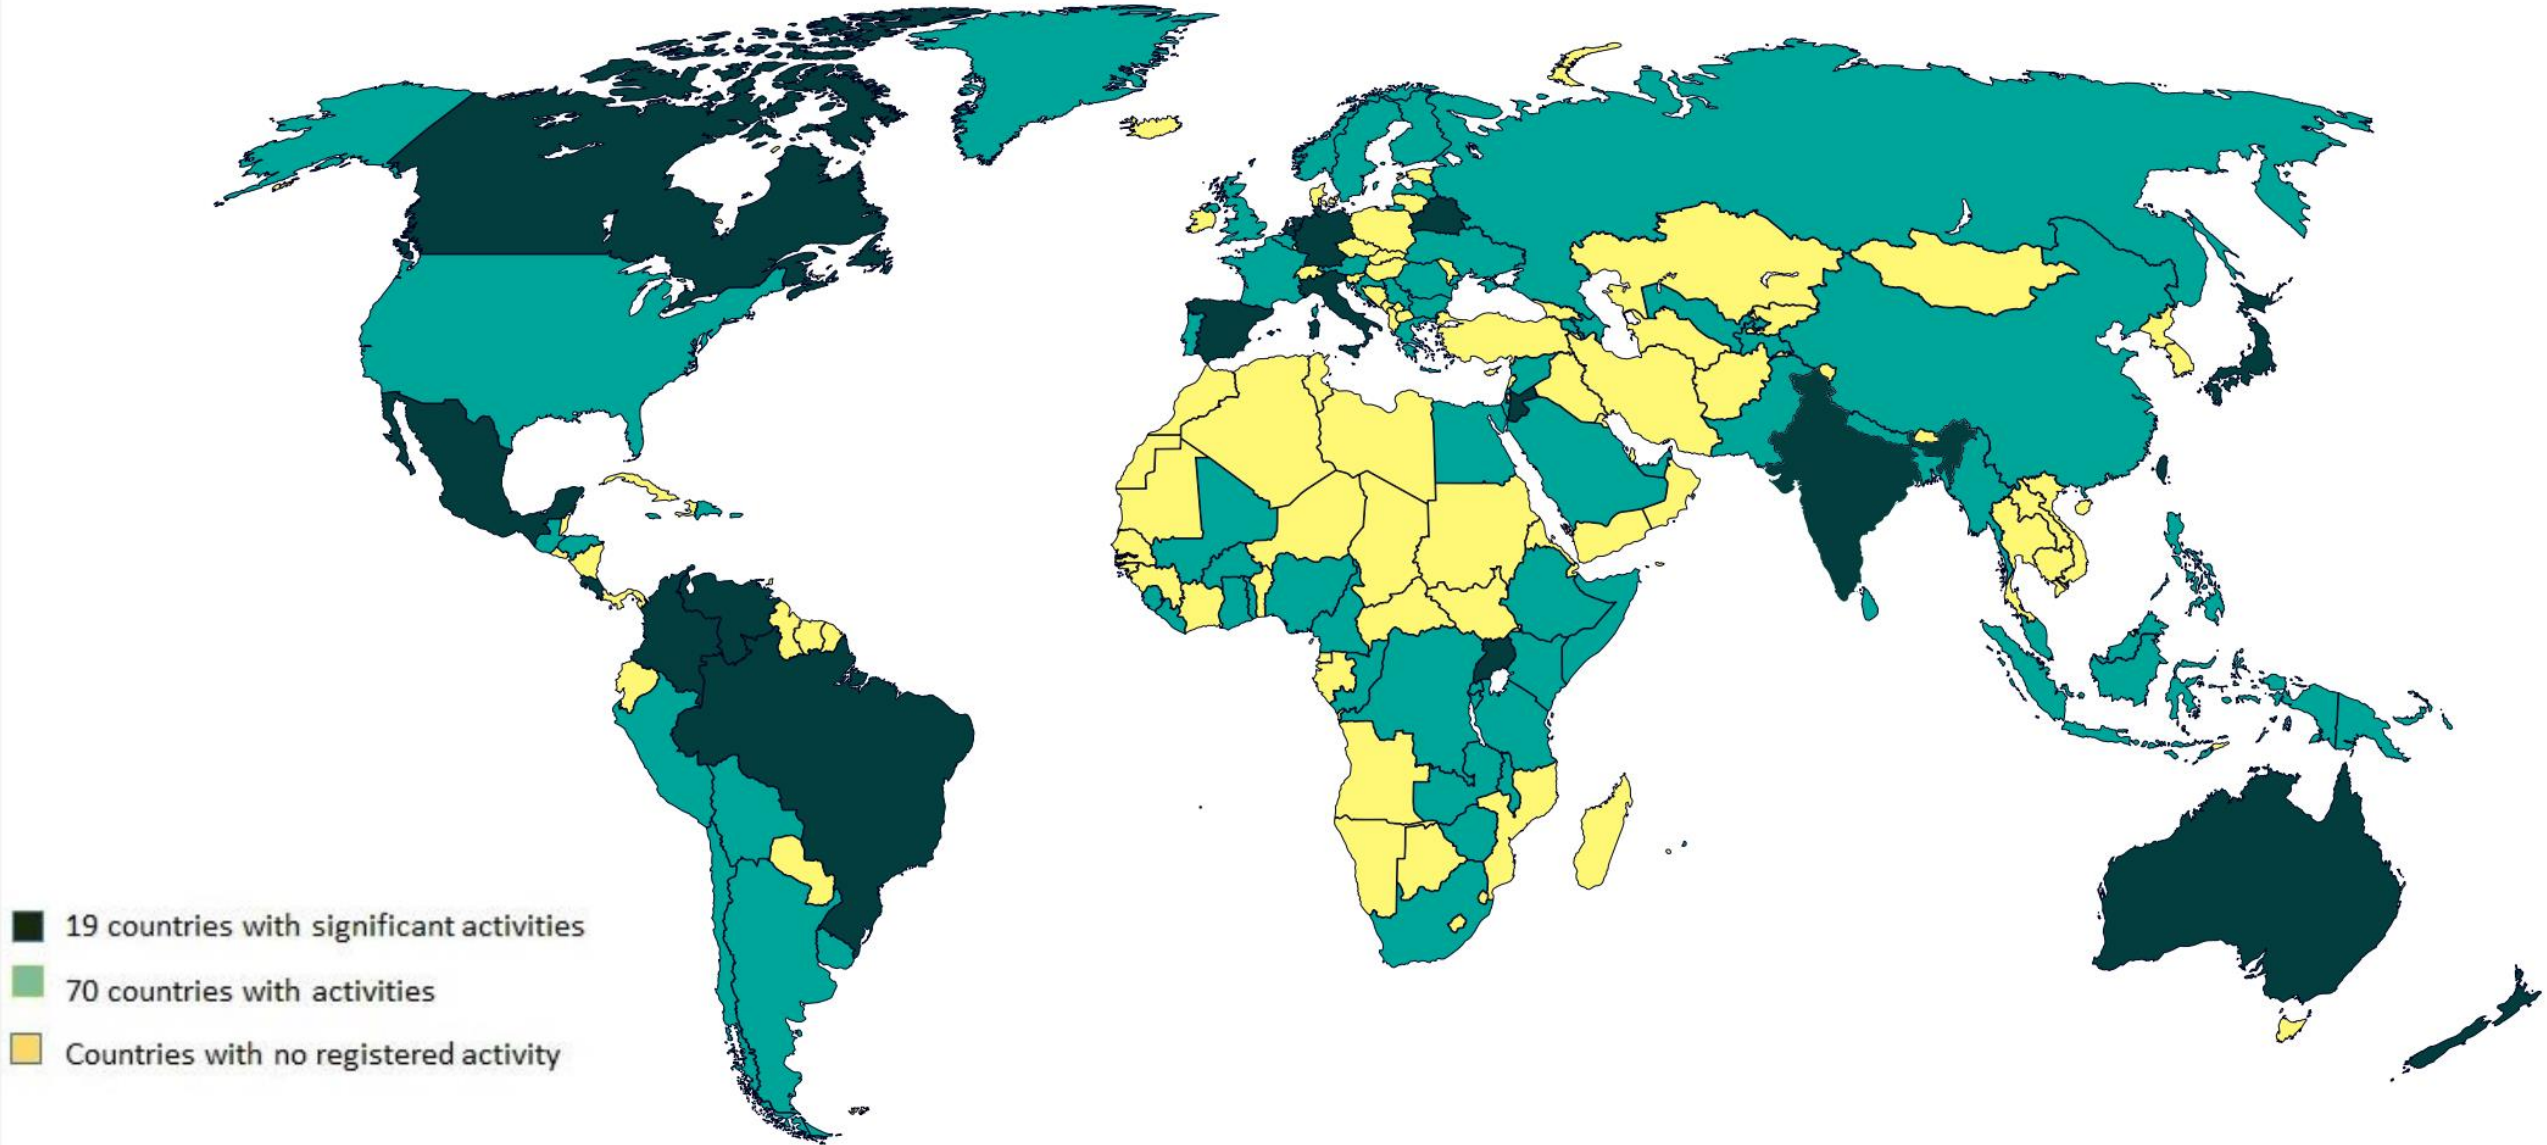 19 countries with significant activities
70 countries with activities
Countries with no registered activity